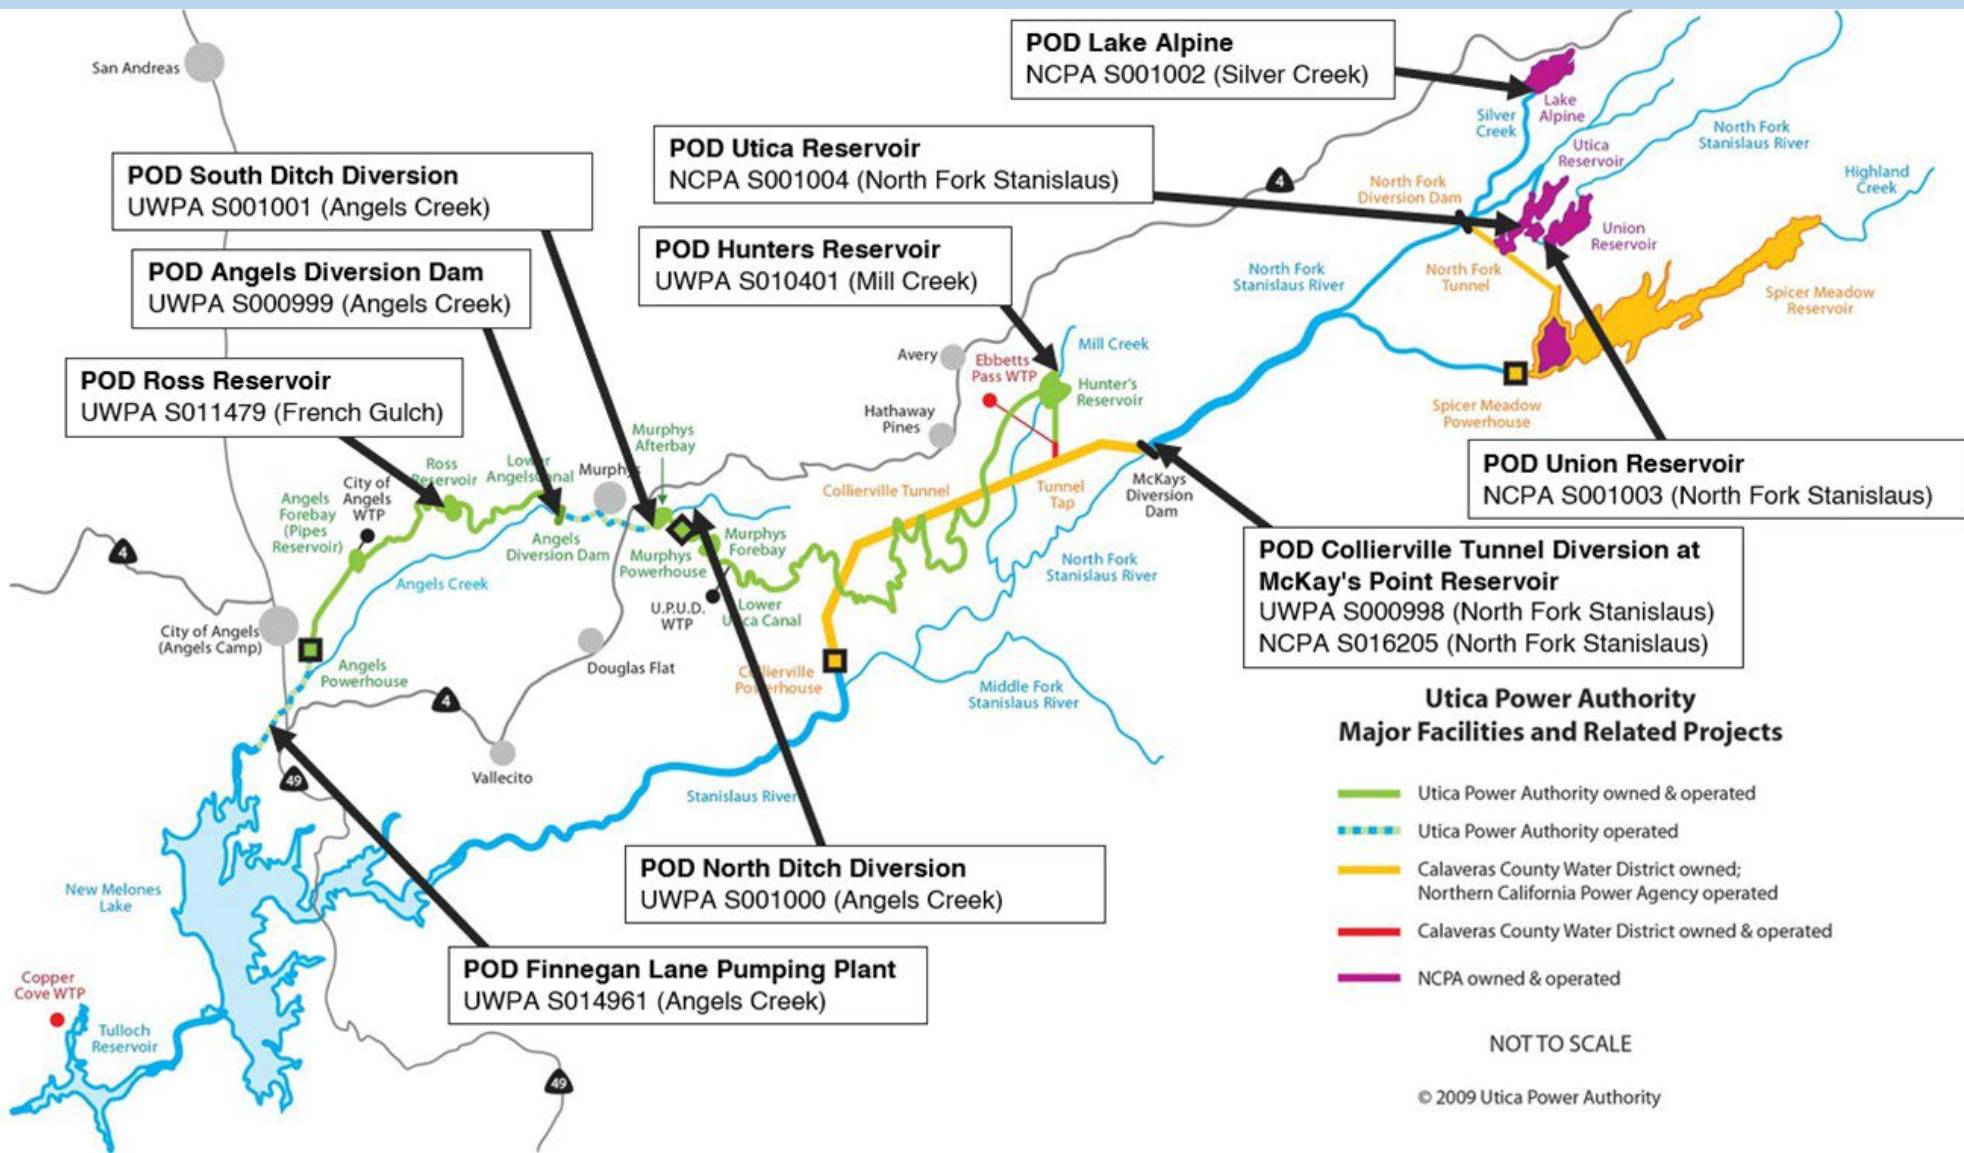 POD Lake Alpine
NCPA S001002 (Silver Creek)
San Andreas
Silver
Creek
Lake
Alpine
POD Utica Reservoir
NCPA S001004 (North Fork Stanislaus)
4
North Fork
Stanislaus River
Utica
Reservoir
Highland
Creek
North Fork
Diversion Dam
POD South Ditch Diversion
UWPA S001001 (Angels Creek)
POD Hunters Reservoir
UWPA S010401 (Mill Creek)
Union
Reservoir
POD Angels Diversion Dam
UWPA S000999 (Angels Creek)
North Fork
Stanislaus River
North Fork
Tunnel
Spicer Meadow
Reservoir
POD Ross Reservoir
UWPA S011479 (French Gulch)
Avery
Ebbetts
Pass WTP
Mill Creek
Hunter's
Reservoir
Hathaway
Pines
Spicer Meadow
Powerhouse
Murphys
Afterbay
POD Union Reservoir
NCPA S001003 (North Fork Stanislaus)
Ross
Reservoir
Lower
Angels Canal
Murphys
City of
Angels
WTP
Angels
Forebay
(Pipes
Reservoir)
Collierville Tunnel
Tunnel
Tap
McKays
Diversion
Dam
Angels
Diversion Dam
Murphys
Forebay
Murphys
Powerhouse
4
Angels Creek
North Fork
Stanislaus River
POD Collierville Tunnel Diversion at
McKay's Point Reservoir
UWPA S000998 (North Fork Stanislaus)
NCPA S016205 (North Fork Stanislaus)
U.P.U.D.
WTP
Lower
Utica Canal
City of Angels
(Angels Camp)
Angels
Powerhouse
Douglas Flat
Collierville
Powerhouse
Middle Fork
Stanislaus River
4
Vallecito
49
Stanislaus River
Utica Power Authority
Major Facilities and Related Projects
Utica Power Authority owned & operated
Utica Power Authority operated
Calaveras County Water District owned;
Northern California Power Agency operated
Calaveras County Water District owned & operated
NCPA owned & operated
POD North Ditch Diversion
UWPA S001000 (Angels Creek)
New Melones
Lake
POD Finnegan Lane Pumping Plant
UWPA S014961 (Angels Creek)
Copper
Cove WTP
Tulloch
Reservoir
49
NOT TO SCALE
© 2009 Utica Power Authority